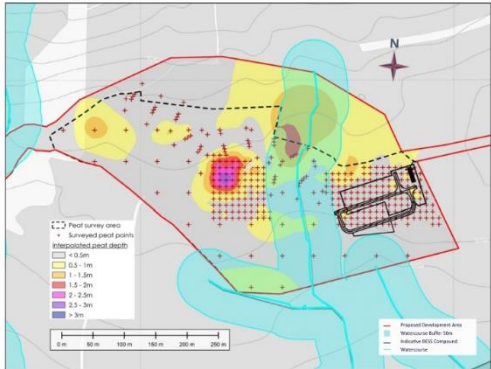 N
Peat survey area
Surveyed peat points
Interpolated peat depth
< 0.5m
0.5 - 1m
1 - 1.5m
1.5 - 2m
2 - 2.5m
2.5 - 3m
> 3m
0 m 50 m 100 m 150 m 200 m 250 m
Proposed Development Area
Watercourse Buffer 50m
Indicative BESS Compound
Watercourse